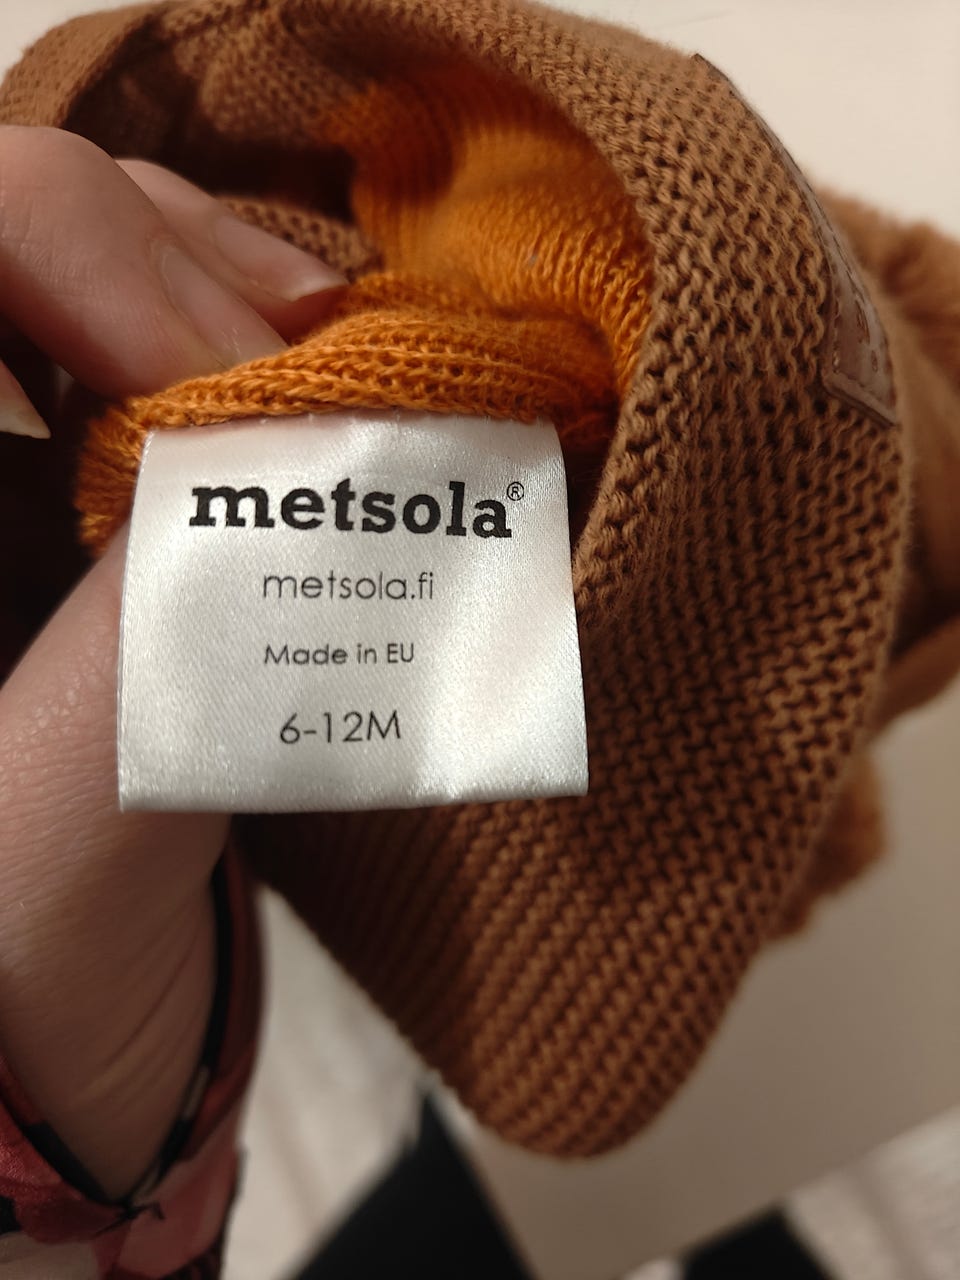 metsola®
metsola.fi
Made in EU
6-12M